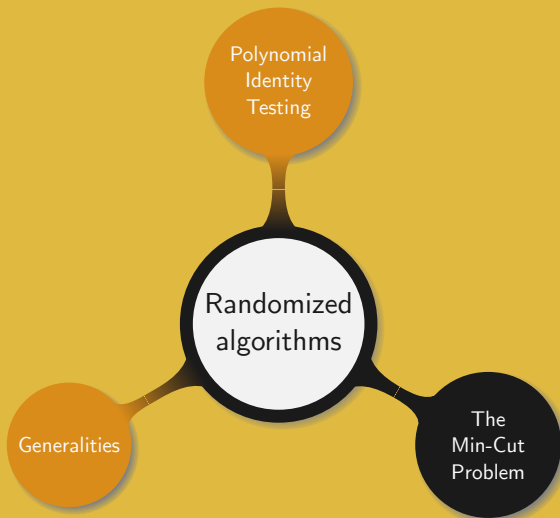 Polynomial
Identity
Testing
Randomized
algorithms
Generalities
The
Min-Cut
Problem